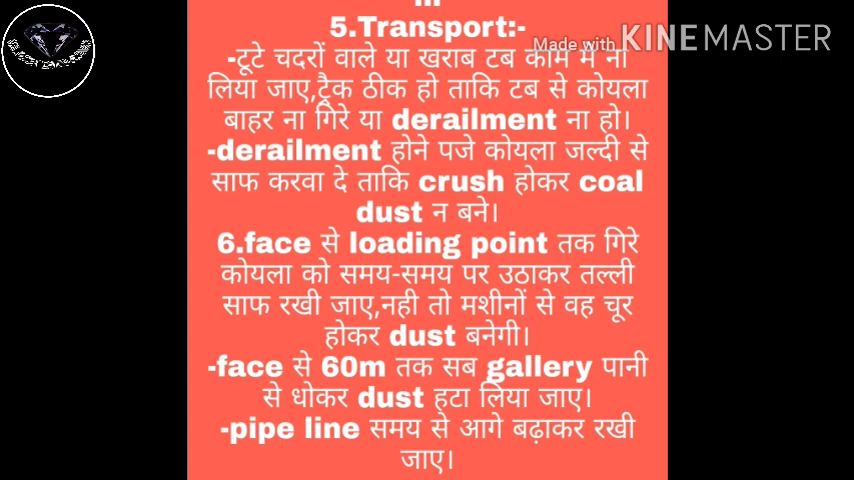 5.Transport:-
Made with KINEMASTER
-टूटे चदरों वाले या खराब टब काम में ना
लिया जाए,ट्रैक ठीक हो ताकि टब से कोयला
बाहर ना गिरे या derailment ना हो।
-derailment होने पजे कोयला जल्दी से
साफ करवा दे ताकि crush होकर coal
dust न बने।
6.face से loading point तक गिरे
कोयला को समय-समय पर उठाकर तल्ली
साफ रखी जाए,नही तो मशीनों से वह चूर
होकर dust बनेगी।
-face से 60m तक सब gallery पानी
से धोकर dust हटा लिया जाए।
-pipe line समय से आगे बढ़ाकर रखी
जाए।